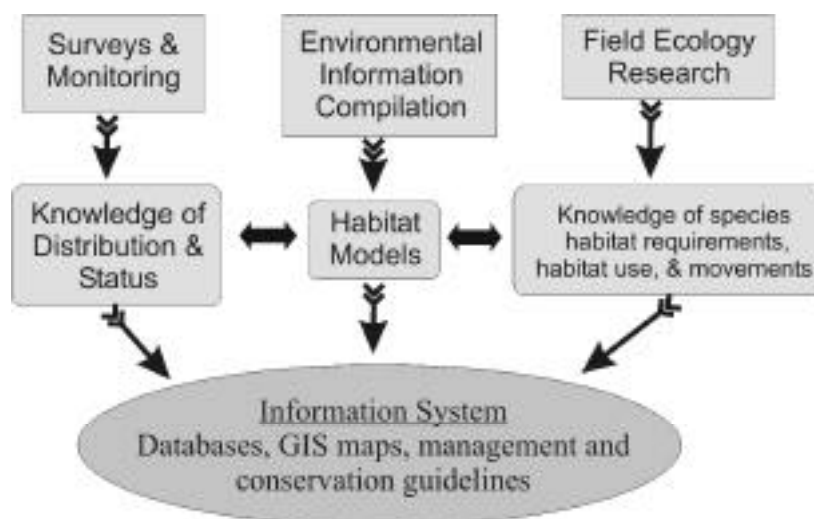 Surveys &
Monitoring
Environmental
Information
Compilation
Field Ecology
Research
Knowledge of
Distribution &
Status
Habitat
Models
Knowledge of species
habitat requirements,
habitat use, & movements
Information System
Databases, GIS maps, management and
conservation guidelines